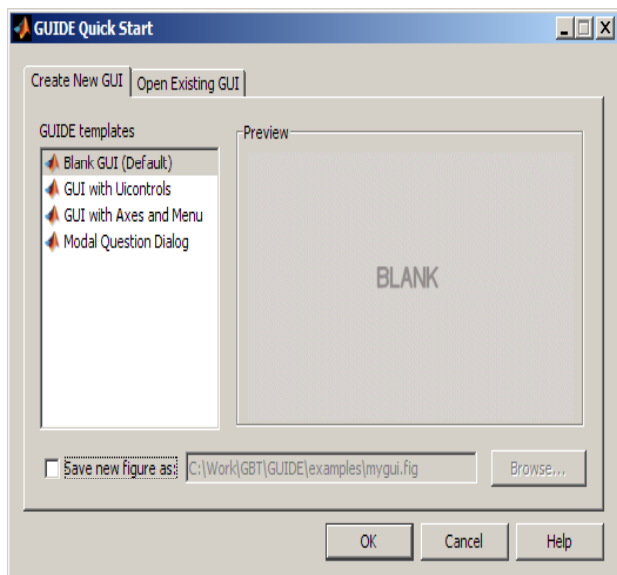 GUIDE Quick Start
Create New GUI
Open Existing GUI
GUIDE templates
Blank GUI (Default)
GUI with Uicontrols
GUI with Axes and Menu
Modal Question Dialog
Preview
BLANK
Save new figure as:
C:\Work\GBT\GUIDE\examples\mygui.fig
Browse...
OK
Cancel
Help